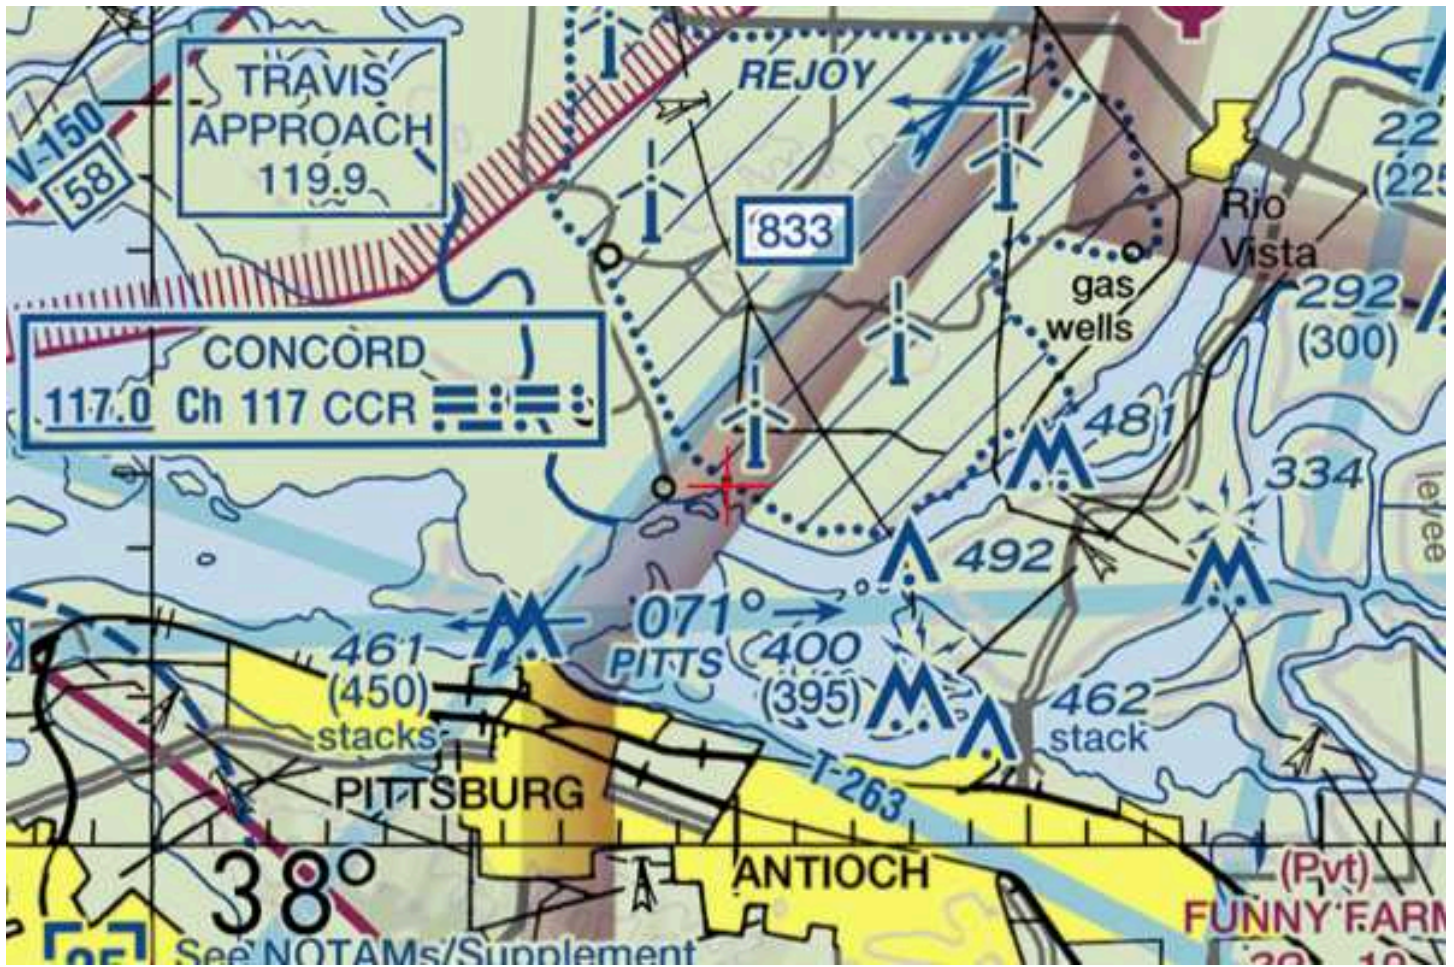 TRAVIS
APPROACH
119.9
V-150
58
REJOY
833
Rio
Vista
gas
wells
22
(225
292
(300)
CONCORD
117.0 Ch 117 CCR
481
334
levee
492
071°
PITTS
461
(450)
stacks
400
(395)
462
stack
T-263
PITTSBURG
ANTIOCH
38°
(Pvt)
FUNNY FARM
See NOTAMs/Supplement